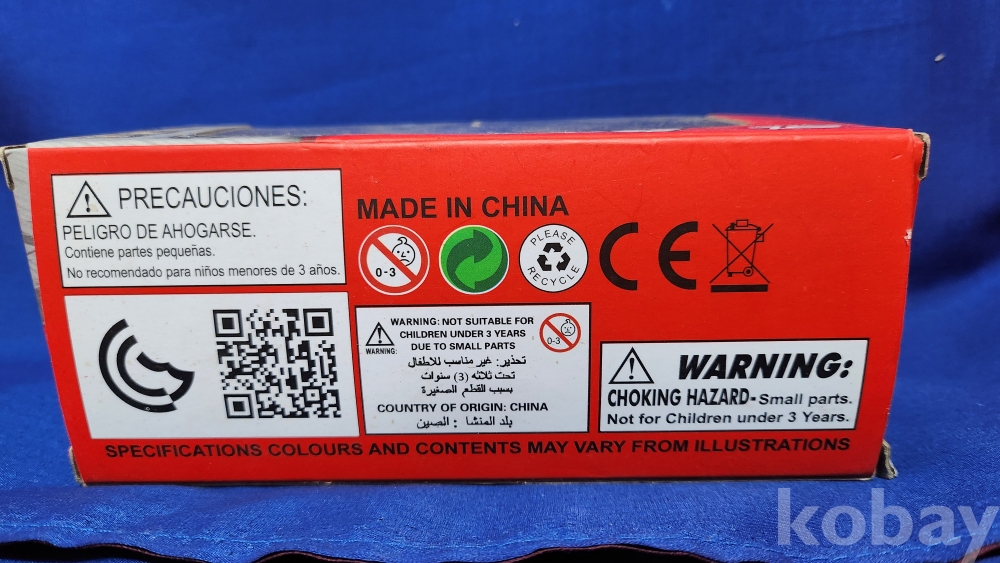 PRECAUCIONES:
PELIGRO DE AHOGARSE.
Contiene partes pequeñas.
No recomendado para niños menores de 3 años.
MADE IN CHINA
0-3
PLEASE
RECYCLE
CE
WARNING: NOT SUITABLE FOR
CHILDREN UNDER 3 YEARS
DUE TO SMALL PARTS
WARNING:
0-3
تحذير: غير مناسب للاطفال
تحت ثلاثه (3) سنوات
بسبب القطع الصغيرة
COUNTRY OF ORIGIN: CHINA
بلد المنشا : الصين
WARNING:
CHOKING HAZARD-Small parts.
Not for Children under 3 Years.
SPECIFICATIONS COLOURS AND CONTENTS MAY VARY FROM ILLUSTRATIONS
kobay